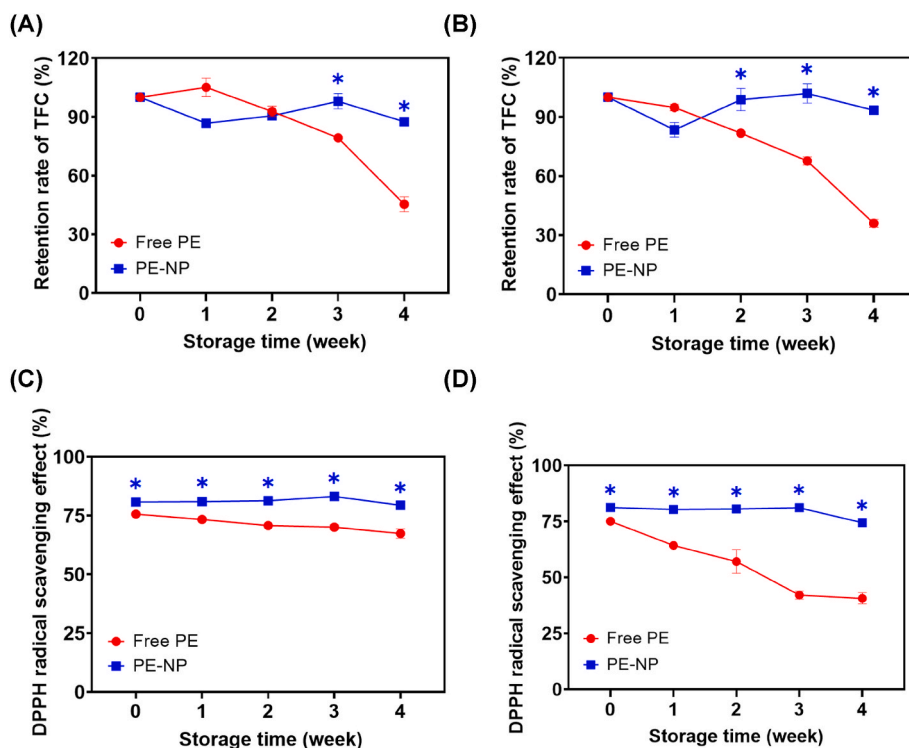 (A)
Retention rate of TFC (%)
120
90
60
30
0
*
*
Free PE
PE-NP
0 1 2 3 4
Storage time (week)
(B)
Retention rate of TFC (%)
120
90
60
30
0
*
*
*
Free PE
PE-NP
0 1 2 3 4
Storage time (week)
(C)
DPPH radical scavenging effect (%)
100
75
50
25
0
* * * * *
Free PE
PE-NP
0 1 2 3 4
Storage time (week)
(D)
DPPH radical scavenging effect (%)
100
75
50
25
0
* * * * *
Free PE
PE-NP
0 1 2 3 4
Storage time (week)